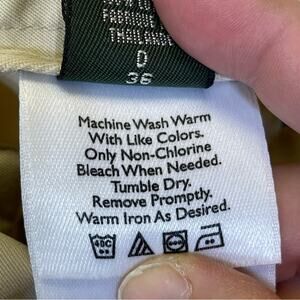 FABRIQUÉ
THAILANDE
D
36
Machine Wash Warm
With Like Colors.
Only Non-Chlorine
Bleach When Needed.
Tumble Dry.
Remove Promptly.
Warm Iron As Desired.
40C